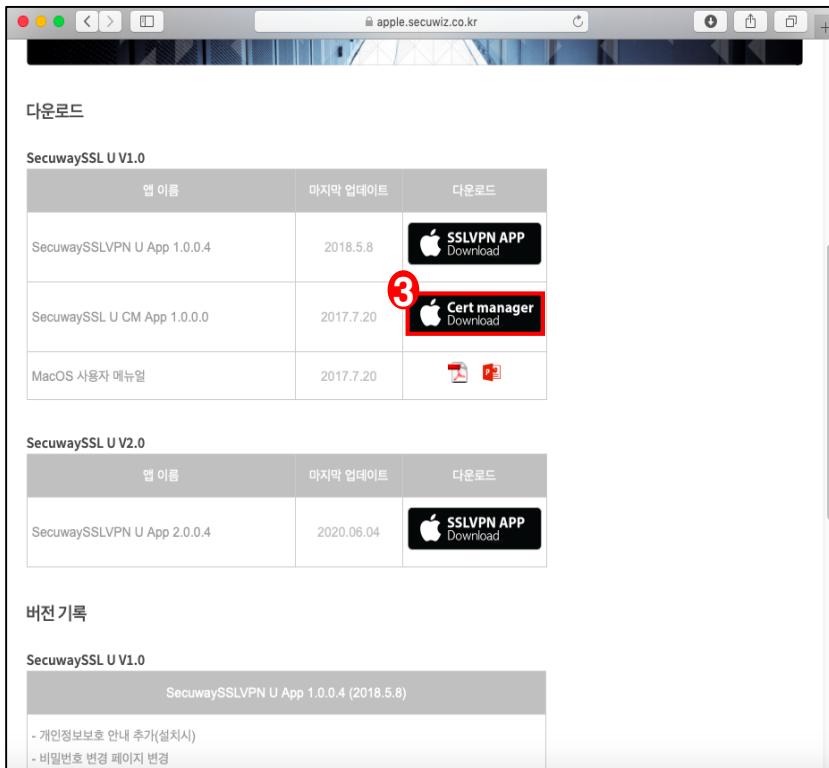 apple.secuwiz.co.kr
다운로드
SecuwaySSL U V1.0
앱 이름 마지막 업데이트 다운로드
SecuwaySSLVPN U App 1.0.0.4 2018.5.8 SSLVPN APP
Download
3
SecuwaySSL U CM App 1.0.0.0 2017.7.20 Cert manager
Download
MacOS 사용자 메뉴얼 2017.7.20
SecuwaySSL U V2.0
앱 이름 마지막 업데이트 다운로드
SecuwaySSLVPN U App 2.0.0.4 2020.06.04 SSLVPN APP
Download
버전 기록
SecuwaySSL U V1.0
SecuwaySSLVPN U App 1.0.0.4 (2018.5.8)
- 개인정보보호 안내 추가(설치시)
- 비밀번호 변경 페이지 변경